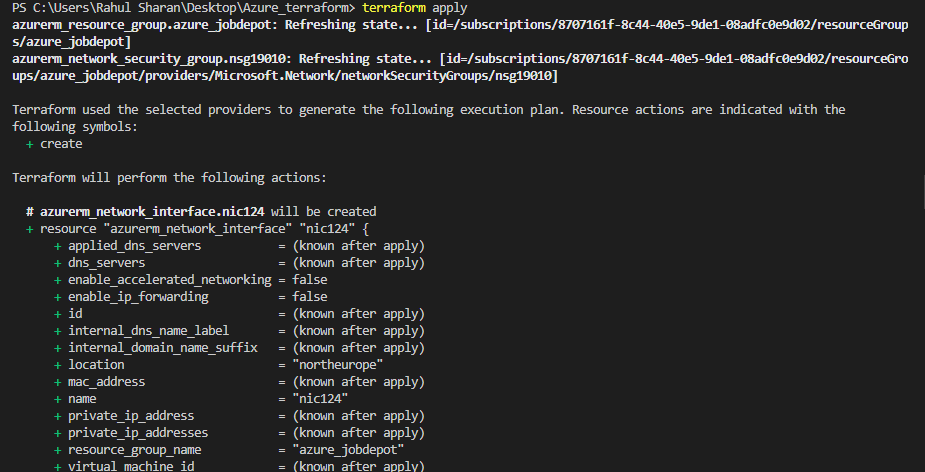 PS C:\Users\Rahul Sharan\Desktop\Azure_terraform> terraform apply
azurerm_resource_group.azure_jobdepot: Refreshing state... [id=/subscriptions/8707161f-8c44-40e5-9de1-08adfc0e9d02/resourceGroup
s/azure_jobdepot]
azurerm_network_security_group.nsg19010: Refreshing state... [id=/subscriptions/8707161f-8c44-40e5-9de1-08adfc0e9d02/resourceGro
ups/azure_jobdepot/providers/Microsoft.Network/networkSecurityGroups/nsg19010]
Terraform used the selected providers to generate the following execution plan. Resource actions are indicated with the
following symbols:
+ create
Terraform will perform the following actions:
# azurerm_network_interface.nic124 will be created
+ resource "azurerm_network_interface" "nic124" {
+ applied_dns_servers = (known after apply)
+ dns_servers = (known after apply)
+ enable_accelerated_networking = false
+ enable_ip_forwarding = false
+ id = (known after apply)
+ internal_dns_name_label = (known after apply)
+ internal_domain_name_suffix = (known after apply)
+ location = "northeurope"
+ mac_address = (known after apply)
+ name = "nic124"
+ private_ip_address = (known after apply)
+ private_ip_addresses = (known after apply)
+ resource_group_name = "azure_jobdepot"
+ virtual_machine_id = (known after apply)